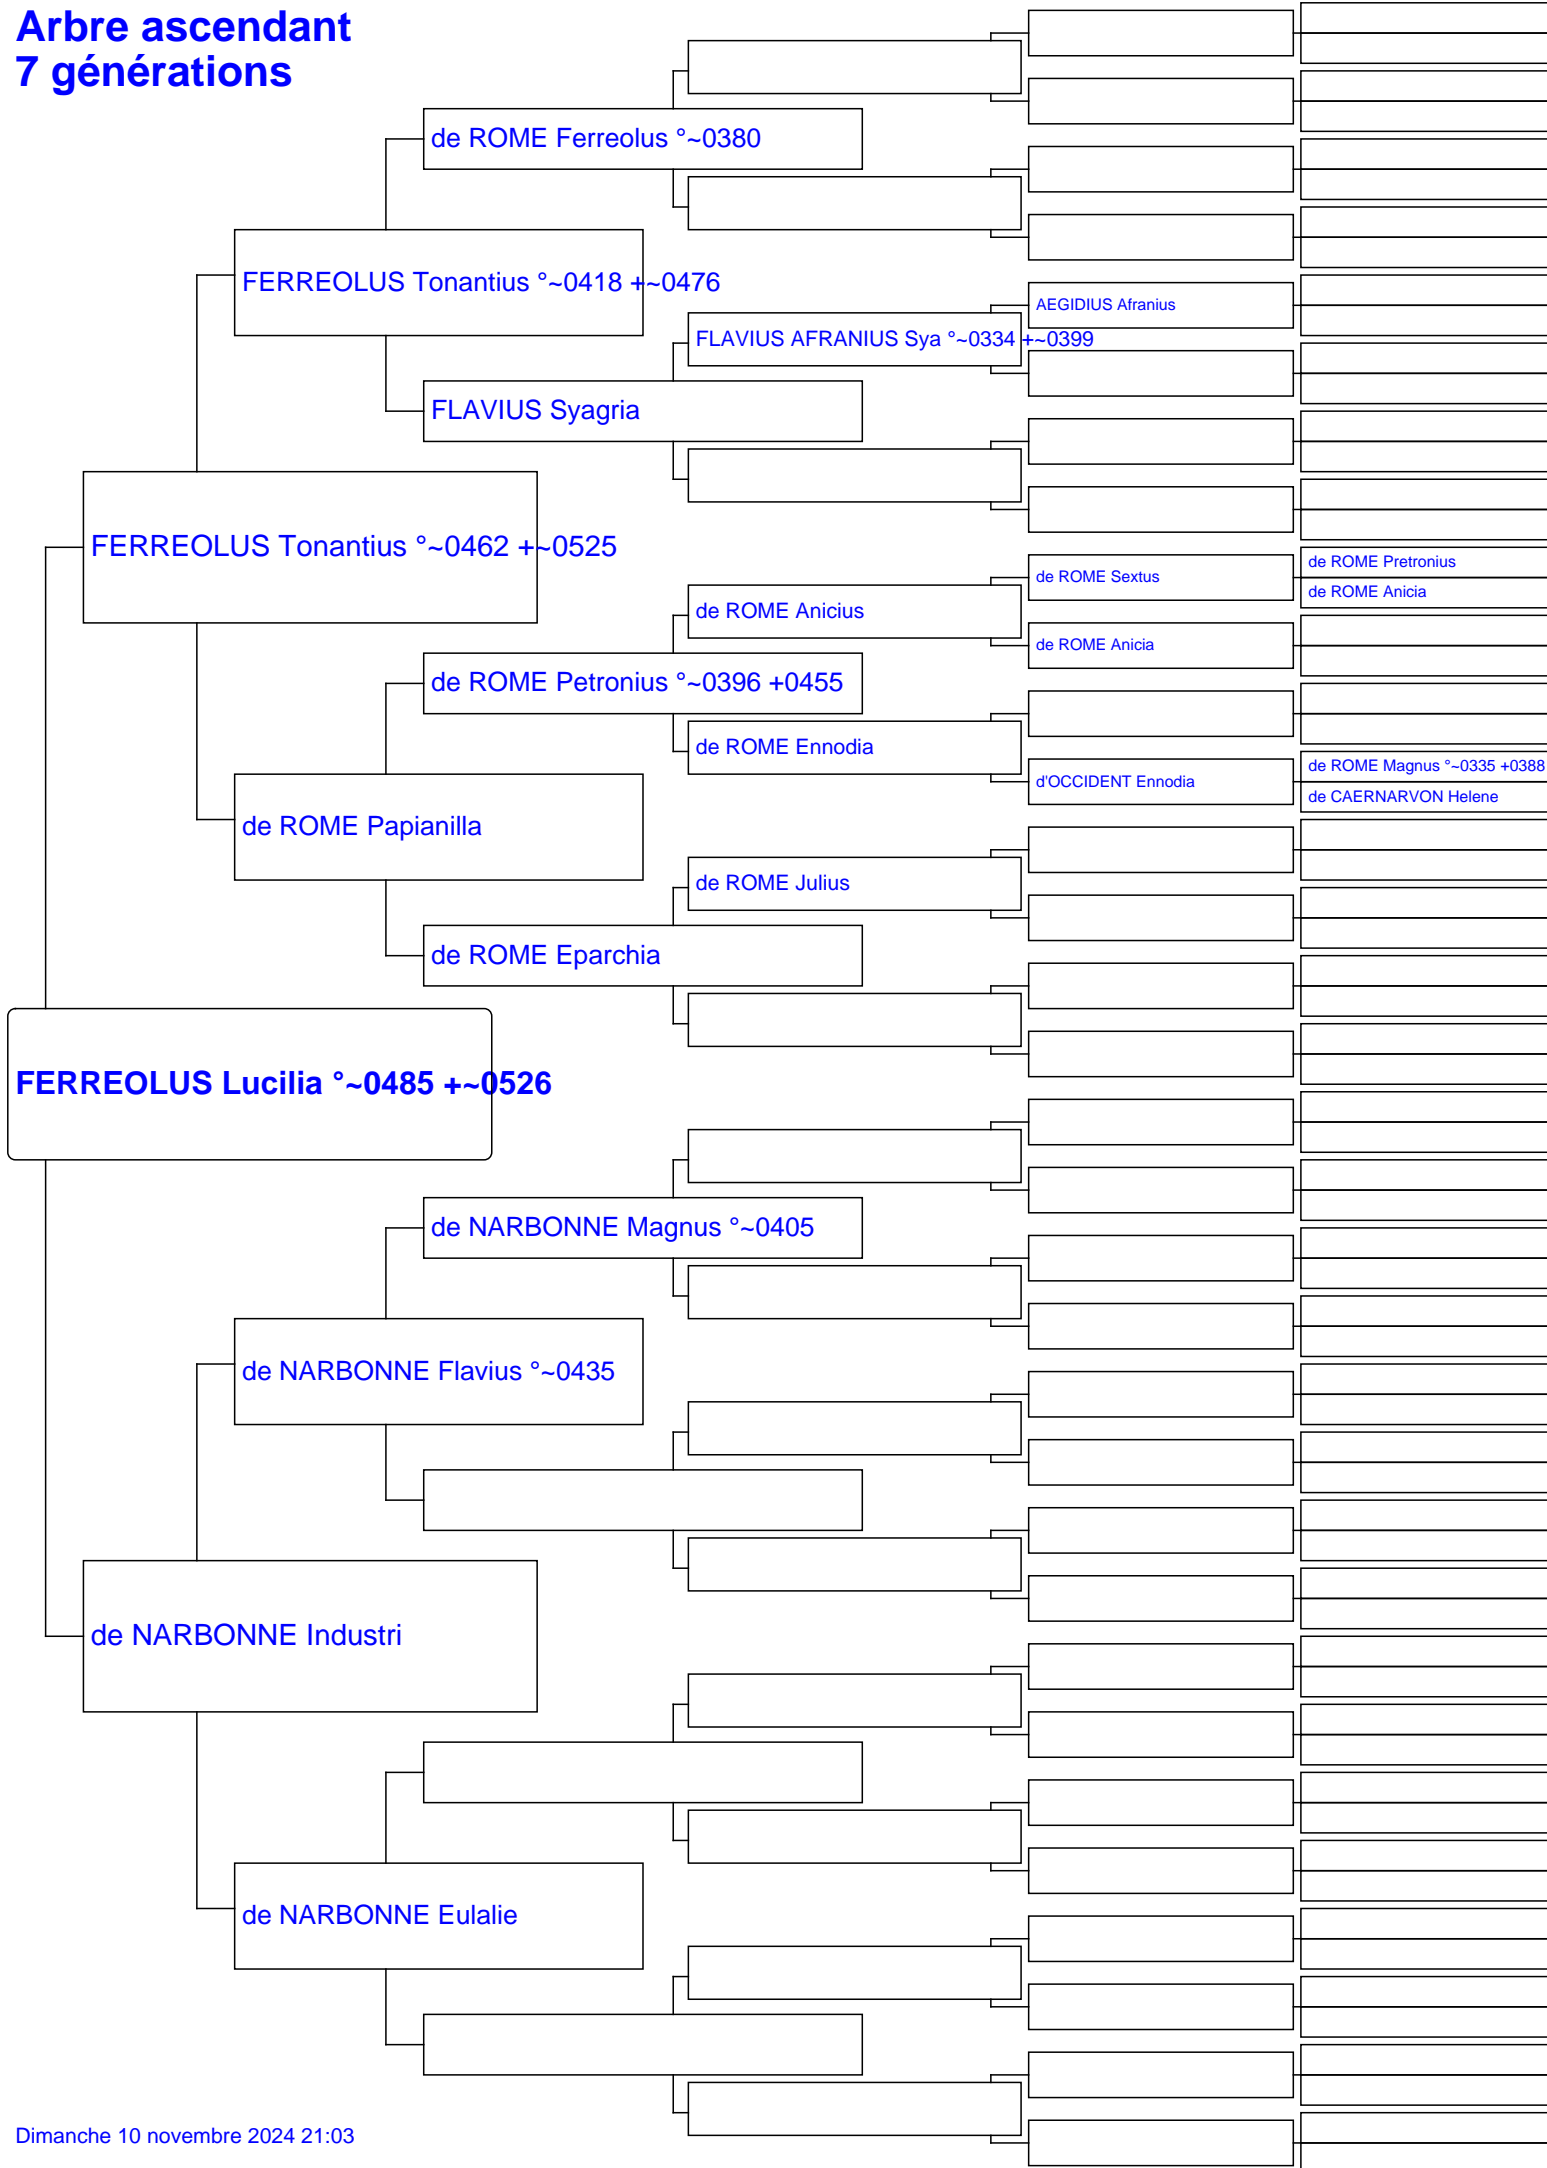 Arbre ascendant
7 générations
de ROME Ferreolus °~0380
FERREOLUS Tonantius °~0418 +~0476
AEGIDIUS Afranius
FLAVIUS AFRANIUS Sya °~0334 +~0399
FLAVIUS Syagria
FERREOLUS Tonantius °~0462 +~0525
de ROME Pretronius
de ROME Sextus
de ROME Anicia
de ROME Anicius
de ROME Anicia
de ROME Petronius °~0396 +0455
de ROME Ennodia
de ROME Magnus °~0335 +0388
d'OCCIDENT Ennodia
de CAERNARVON Helene
de ROME Papianilla
de ROME Julius
de ROME Eparchia
FERREOLUS Lucilia °~0485 +~0526
de NARBONNE Magnus °~0405
de NARBONNE Flavius °~0435
de NARBONNE Industri
de NARBONNE Eulalie
Dimanche 10 novembre 2024 21:03